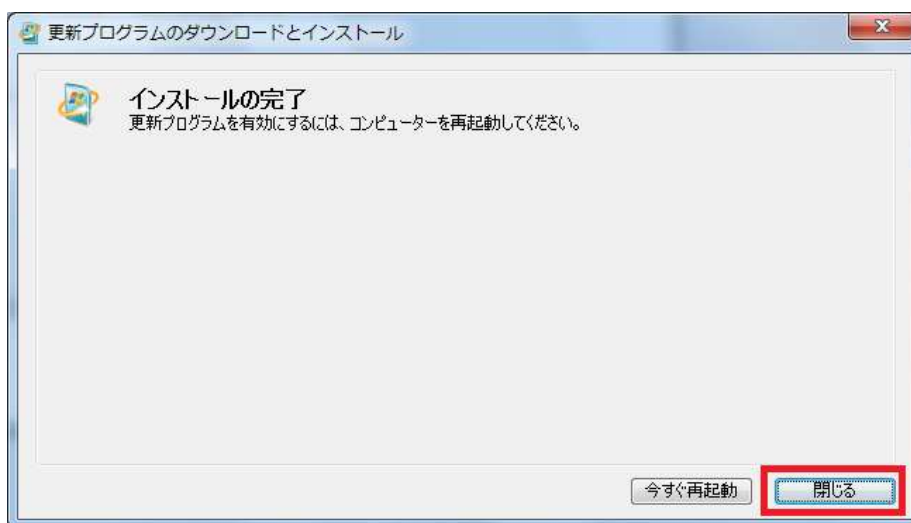 更新プログラムのダウンロードとインストール
インストールの完了
更新プログラムを有効にするには、コンピューターを再起動してください。
今すぐ再起動
閉じる